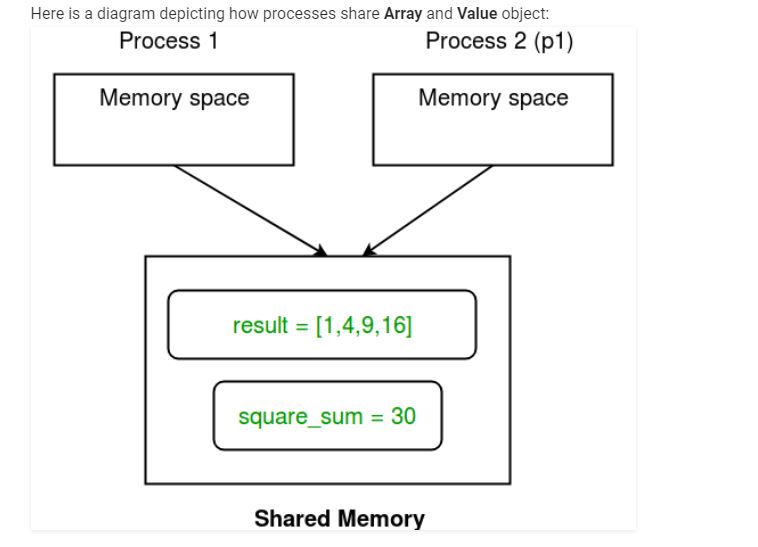 Here is a diagram depicting how processes share Array and Value object:
Process 1
Process 2 (p1)
Memory space
Memory space
result = [1,4,9,16]
square_sum = 30
Shared Memory